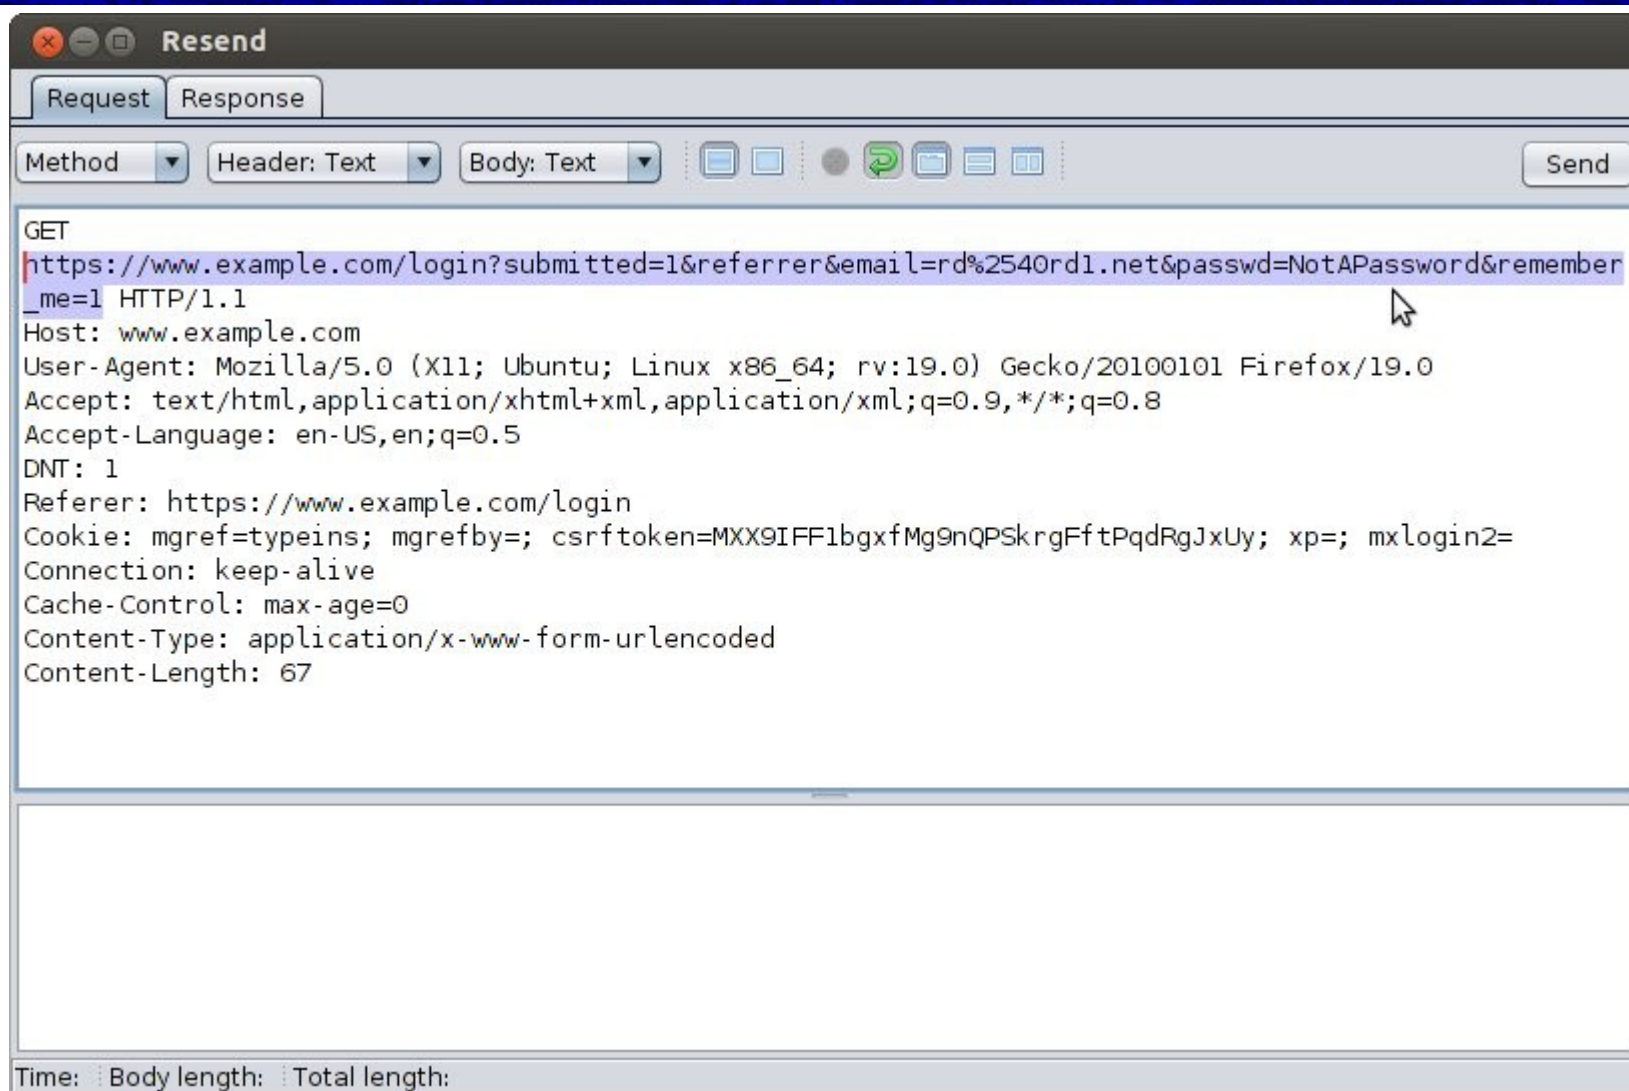 Resend
Request Response
Method Header: Text Body: Text Send
GET
https://www.example.com/login?submitted=1&referrer&email=rd%2540rd1.net&passwd=NotAPassword&remember
_me=1 HTTP/1.1
Host: www.example.com
User-Agent: Mozilla/5.0 (X11; Ubuntu; Linux x86_64; rv:19.0) Gecko/20100101 Firefox/19.0
Accept: text/html,application/xhtml+xml,application/xml;q=0.9,*/*;q=0.8
Accept-Language: en-US,en;q=0.5
DNT: 1
Referer: https://www.example.com/login
Cookie: mgref=typeins; mgrefby=; csrftoken=MXX9IFF1bgxfMg9nQPSkrgFftPqdRgJxUy; xp=; mxlogin2=
Connection: keep-alive
Cache-Control: max-age=0
Content-Type: application/x-www-form-urlencoded
Content-Length: 67
Time: Body length: Total length: